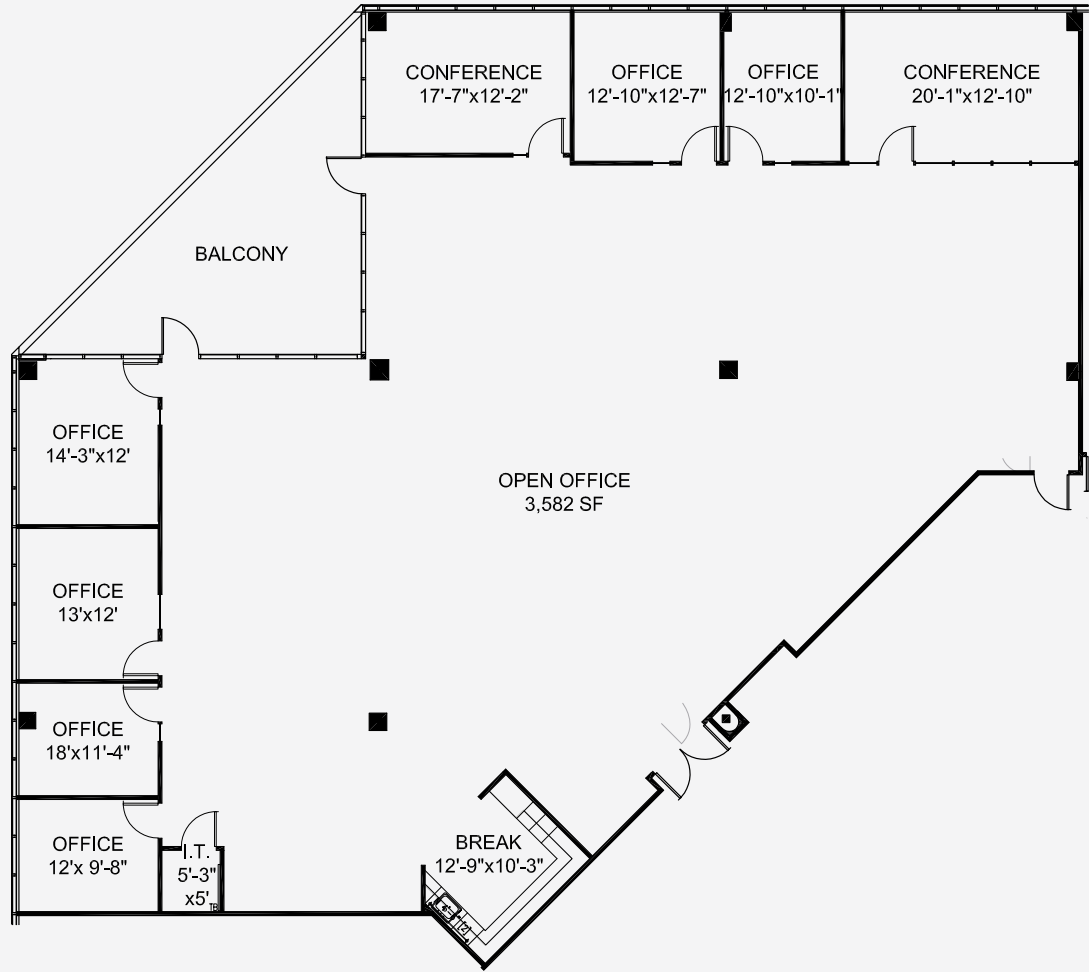 CONFERENCE
17'-7"x12'-2"
OFFICE
12'-10"x12'-7"
OFFICE
12'-10"x10'-1"
CONFERENCE
20'-1"x12'-10"
BALCONY
OFFICE
14'-3"x12'
OPEN OFFICE
3,582 SF
OFFICE
13'x12'
OFFICE
18'x11'-4"
OFFICE
12'x 9'-8"
I.T.
5'-3"
x5'
TB
BREAK
12'-9"x10'-3"